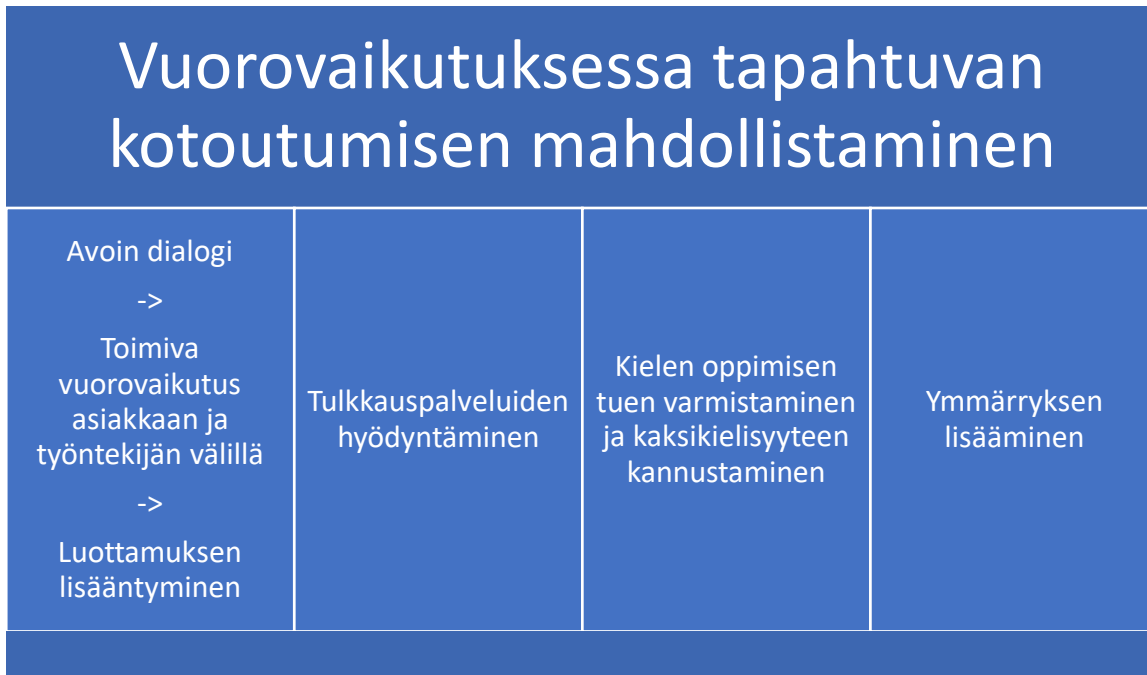 Vuorovaikutuksessa tapahtuvan
kotoutumisen mahdollistaminen
Avoin dialogi
->
Toimiva
vuorovaikutus
asiakkaan ja
työntekijän välillä
->
Luottamuksen
lisääntyminen
Tulkkauspalveluiden
hyödyntäminen
Kielen oppimisen
tuen varmistaminen
ja kaksikielisyyteen
kannustaminen
Ymmärryksen
lisääminen